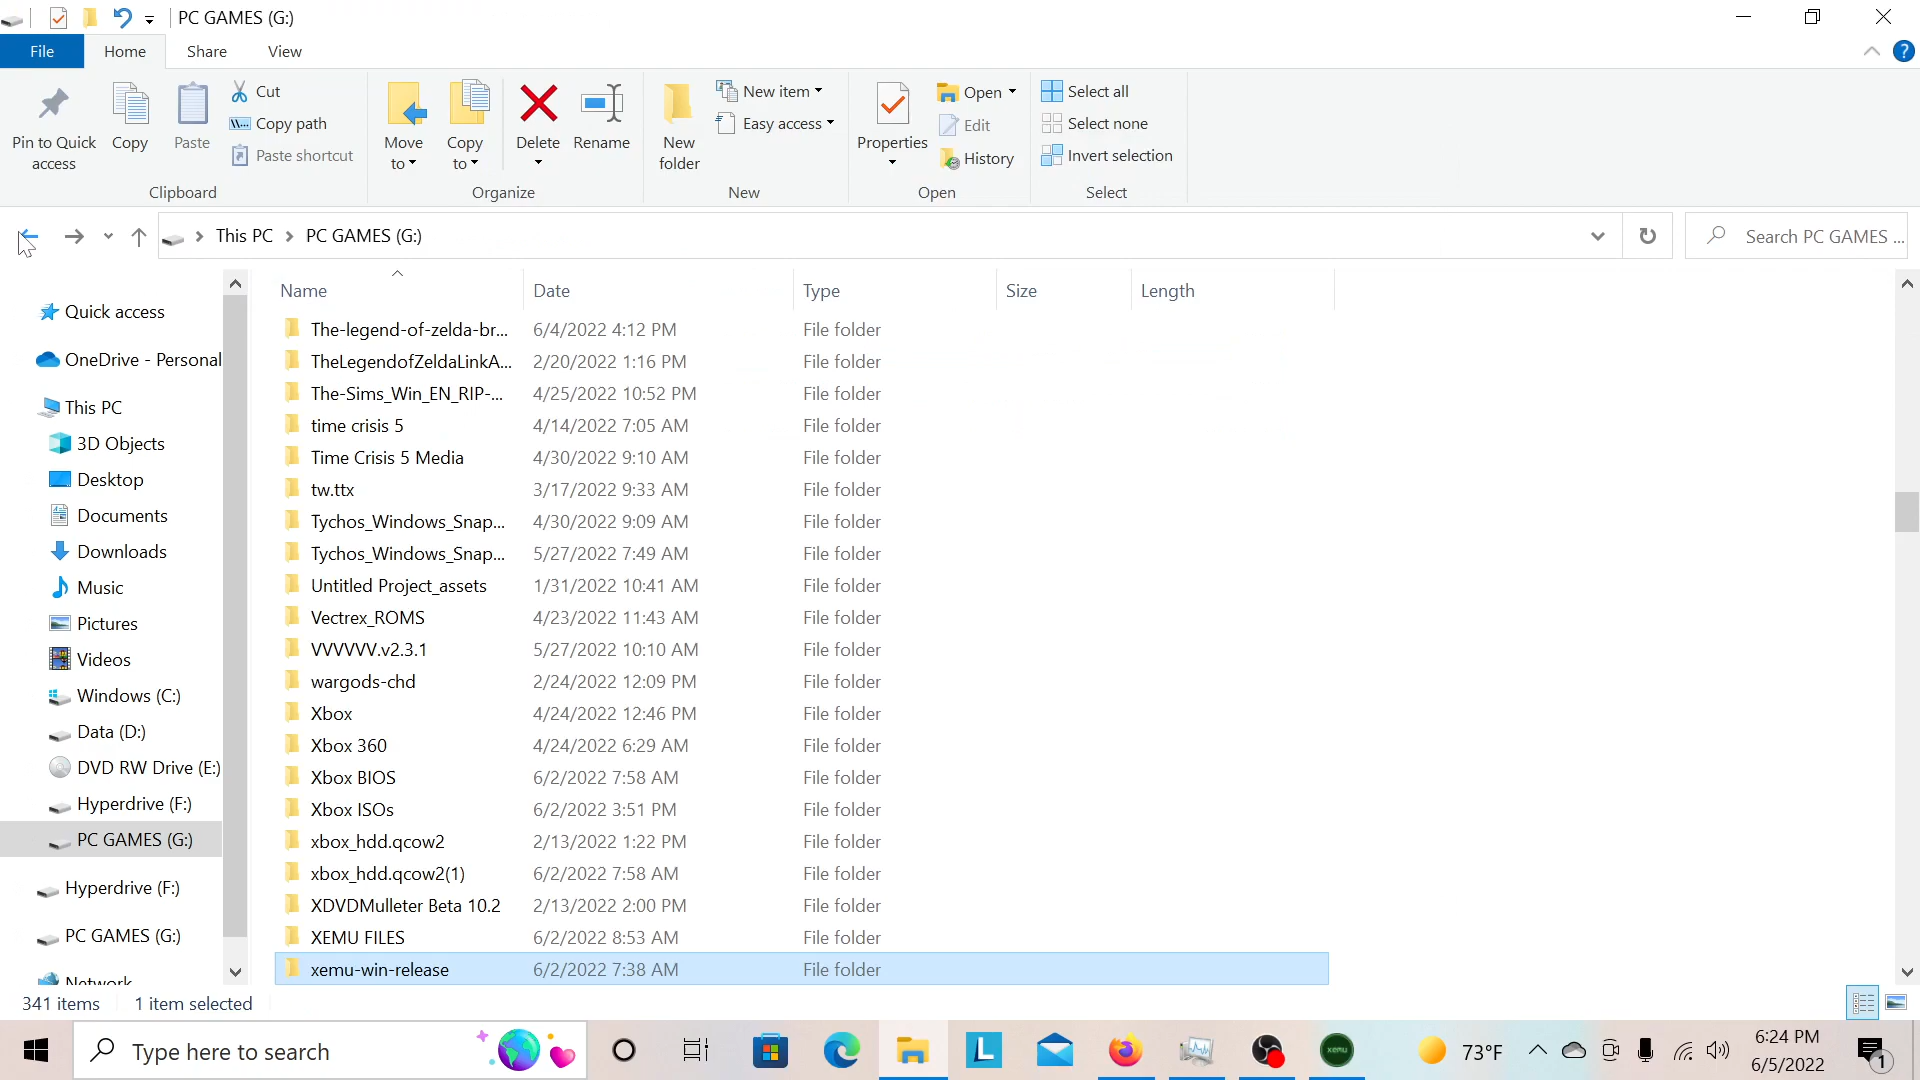 PC GAMES (G:)
File Home Share View
Pin to Quick access
Copy
Paste
Cut
Copy path
Paste shortcut
Clipboard
Move to
Copy to
Delete
Rename
Organize
New folder
New item
Easy access
New
Properties
Open
Edit
History
Open
Select all
Select none
Invert selection
Select
This PC > PC GAMES (G:)
Search PC GAMES ...
Quick access
OneDrive - Personal
This PC
3D Objects
Desktop
Documents
Downloads
Music
Pictures
Videos
Windows (C:)
Data (D:)
DVD RW Drive (E:)
Hyperdrive (F:)
PC GAMES (G:)
Hyperdrive (F:)
PC GAMES (G:)
Network
Name Date Type Size Length
The-legend-of-zelda-br... 6/4/2022 4:12 PM File folder
TheLegendofZeldaLinkA... 2/20/2022 1:16 PM File folder
The-Sims_Win_EN_RIP-... 4/25/2022 10:52 PM File folder
time crisis 5 4/14/2022 7:05 AM File folder
Time Crisis 5 Media 4/30/2022 9:10 AM File folder
tw.ttx 3/17/2022 9:33 AM File folder
Tychos_Windows_Snap... 4/30/2022 9:09 AM File folder
Tychos_Windows_Snap... 5/27/2022 7:49 AM File folder
Untitled Project_assets 1/31/2022 10:41 AM File folder
Vectrex_ROMS 4/23/2022 11:43 AM File folder
VVVVVV.v2.3.1 5/27/2022 10:10 AM File folder
wargods-chd 2/24/2022 12:09 PM File folder
Xbox 4/24/2022 12:46 PM File folder
Xbox 360 4/24/2022 6:29 AM File folder
Xbox BIOS 6/2/2022 7:58 AM File folder
Xbox ISOs 6/2/2022 3:51 PM File folder
xbox_hdd.qcow2 2/13/2022 1:22 PM File folder
xbox_hdd.qcow2(1) 6/2/2022 7:58 AM File folder
XDVDMulleter Beta 10.2 2/13/2022 2:00 PM File folder
XEMU FILES 6/2/2022 8:53 AM File folder
xemu-win-release 6/2/2022 7:38 AM File folder
341 items 1 item selected
Type here to search
L
xemu
73°F
6:24 PM
6/5/2022
1